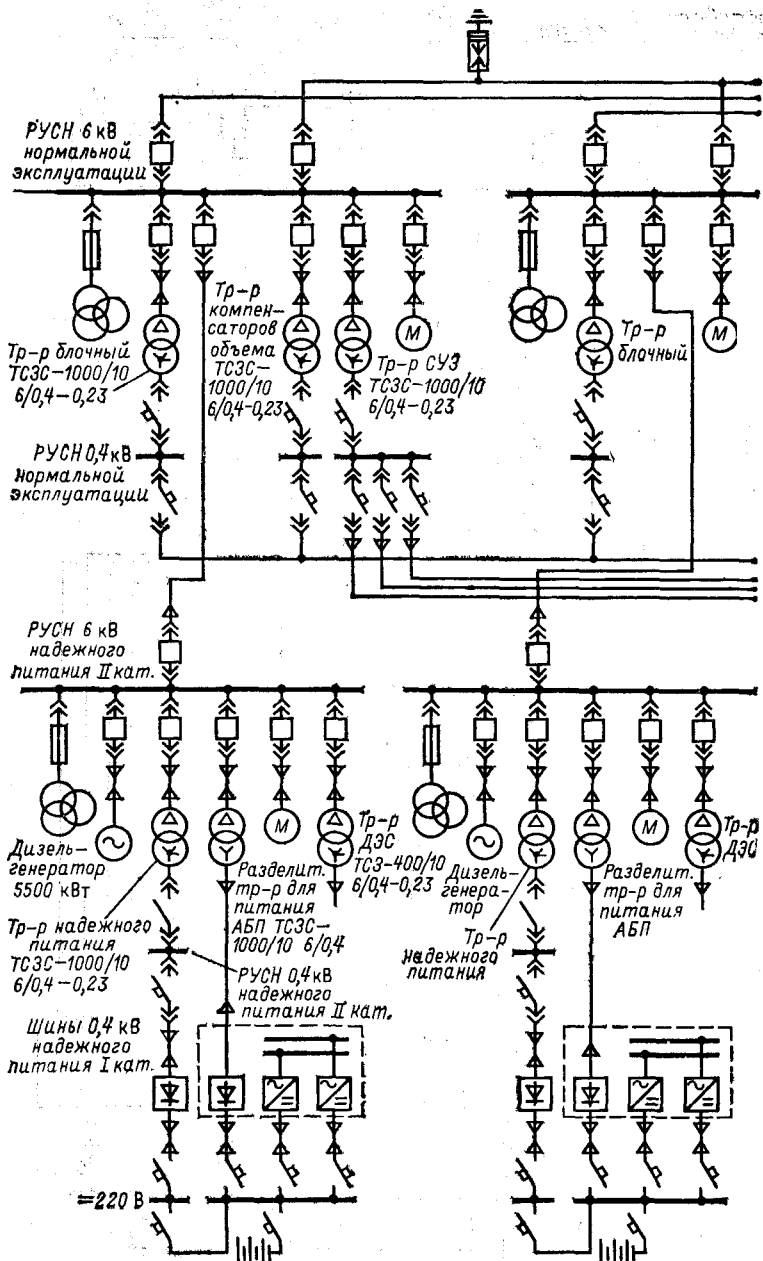 РУСН 6 кВ
нормальной
эксплуатации
Тр-р блочный
ТСЗС-1000/10
6/0,4-0,23
Тр-р
компен-
саторов
объема
ТСЗС-
1000/10
6/0,4-0,23
Тр-р СУЗ
ТСЗС-1000/10
6/0,4-0,23
М
Тр-р
блочный
М
РУСН 0,4 кВ
нормальной
эксплуатации
РУСН 6 кВ
надежного
питания II кат.
Дизель-
генератор
5500 кВт
М
Тр-р
ДЭС
ТСЗ-400/10
6/0,4-0,23
Разделит.
тр-р для
питания
АБП ТСЗС-
1000/10 6/0,4
Тр-р надежного
питания
ТСЗС-1000/10
6/0,4-0,23
РУСН 0,4 кВ
надежного
питания II кат.
Шины 0,4 кВ
надежного
питания I кат.
Дизель-
генера-
тор
Тр-р
надежного
питания
Разделит.
тр-р для
питания
АБП
М
Тр-р
ДЭС
=220 В